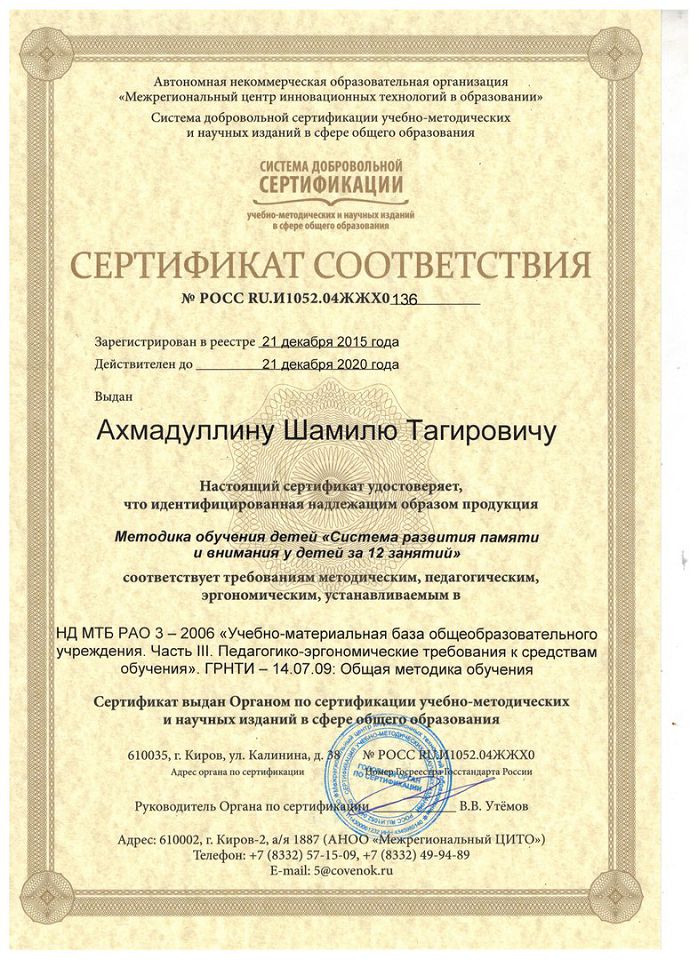 Автономная некоммерческая образовательная организация
«Межрегиональный центр инновационных технологий в образовании»
Система добровольной сертификации учебно-методических
и научных изданий в сфере общего образования
СИСТЕМА ДОБРОВОЛЬНОЙ
СЕРТИФИКАЦИИ
учебно-методических и научных изданий
в сфере общего образования
СЕРТИФИКАТ СООТВЕТСТВИЯ
№ РОСС RU.И1052.04ЖЖХ0136
Зарегистрирован в реестре 21 декабря 2015 года
Действителен до 21 декабря 2020 года
Выдан
Ахмадуллину Шамилю Тагировичу
Настоящий сертификат удостоверяет,
что идентифицированная надлежащим образом продукция
Методика обучения детей «Система развития памяти
и внимания у детей за 12 занятий»
соответствует требованиям методическим, педагогическим,
эргономическим, устанавливаемым в
НД МТБ РАО 3 – 2006 «Учебно-материальная база общеобразовательного
учреждения. Часть III. Педагогико-эргономические требования к средствам
обучения». ГРНТИ – 14.07.09: Общая методика обучения
Сертификат выдан Органом по сертификации учебно-методических
и научных изданий в сфере общего образования
610035, г. Киров, ул. Калинина, д. 38 № РОСС RU.И1052.04ЖЖХ0
Адрес органа по сертификации Номер Госреестра Госстандарта России
ГОЛОВНОЙ ОРГАН
ПО СЕРТИФИКАЦИИ
Руководитель Органа по сертификации В.В. Утёмов
Адрес: 610002, г. Киров-2, а/я 1887 (АНОО «Межрегиональный ЦИТО»)
Телефон: +7 (8332) 57-15-09, +7 (8332) 49-94-89
E-mail: 5@covenok.ru